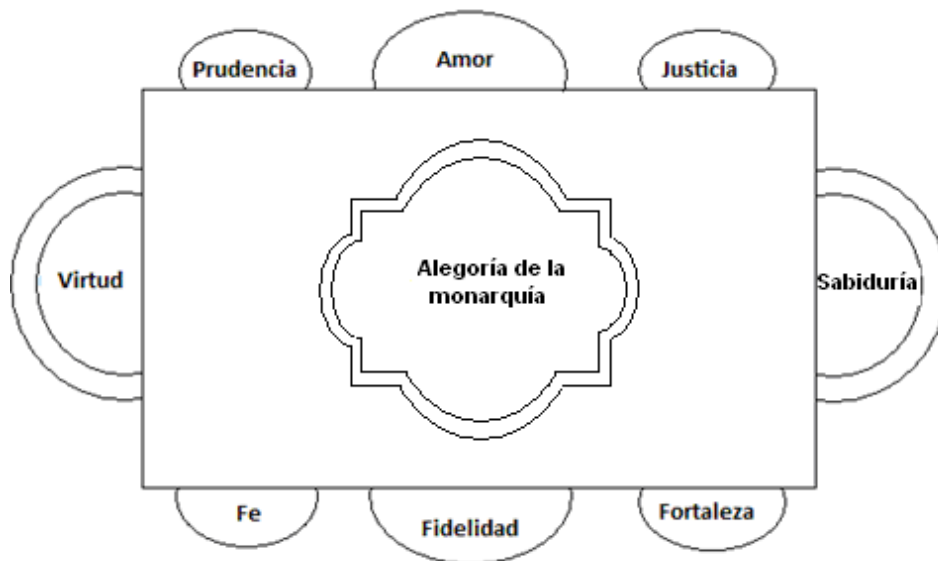 Prudencia
Amor
Justicia
Virtud
Alegoría de la
monarquía
Sabiduría
Fe
Fidelidad
Fortaleza